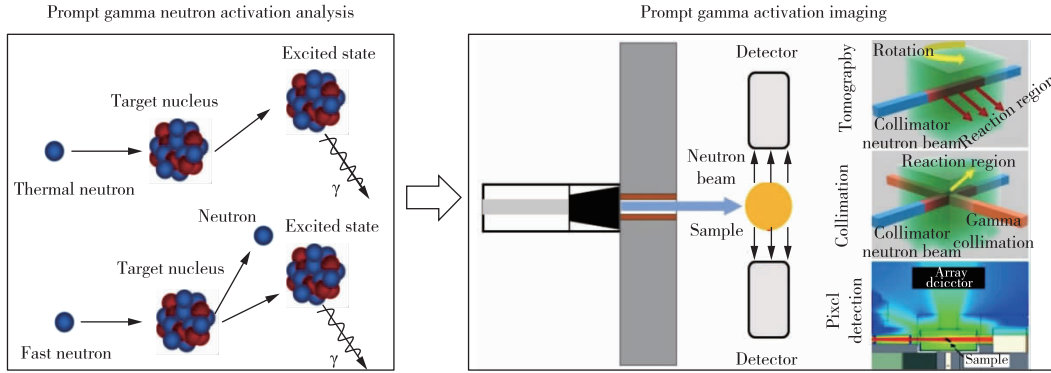 Prompt gamma neutron activation analysis
Excited state
Target nucleus
Thermal neutron
γ
Neutron
Excited state
Target nucleus
Fast neutron
γ
Prompt gamma activation imaging
Detector
Neutron
beam
Sample
Detector
Tomography
Rotation
Collimator
neutron beam
Reaction region
Collimation
Reaction region
Collimator
neutron beam
Gamma
collimation
Pixcl
detection
Array
dcicctor
Sample